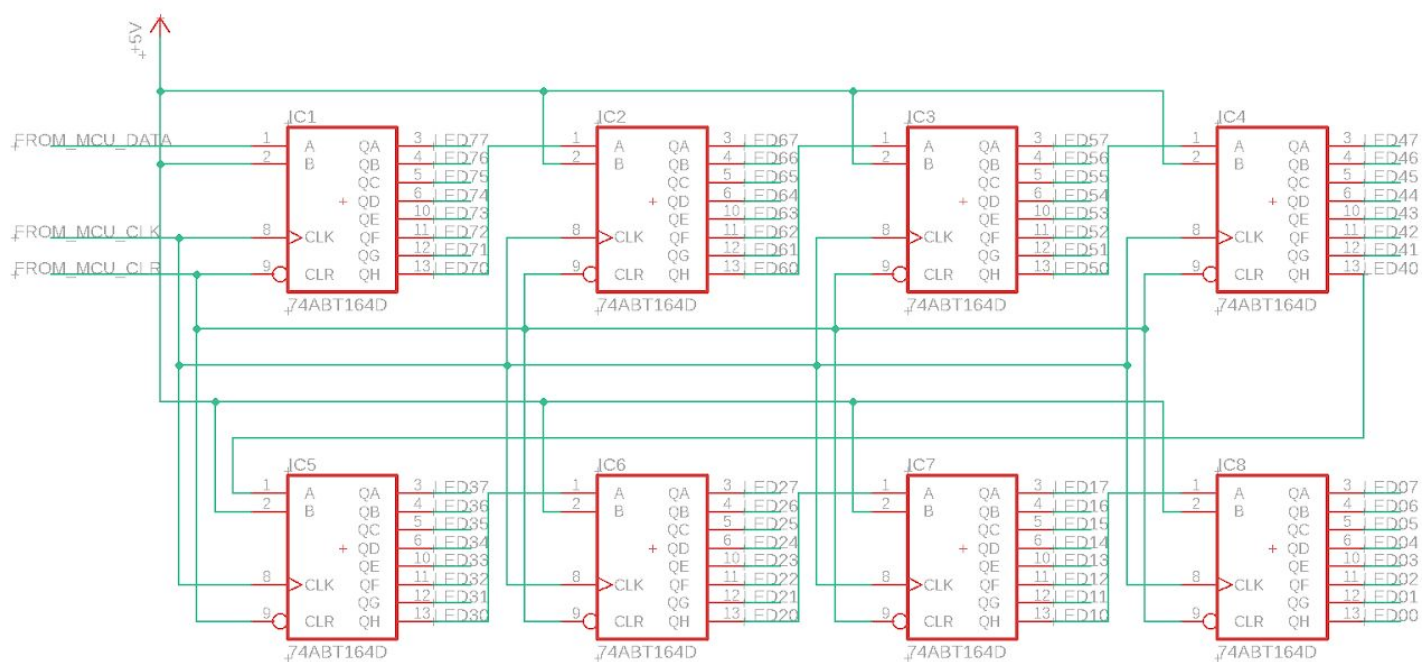 +5V
IC1 IC2 IC3 IC4
FROM_MCU_DATA 1 A QA 3 LED77 1 A QA 3 LED67 1 A QA 3 LED57 1 A QA 3 LED47
2 B QB 4 LED76 2 B QB 4 LED66 2 B QB 4 LED56 2 B QB 4 LED46
QC 5 LED75 QC 5 LED65 QC 5 LED55 QC 5 LED45
QD 6 LED74 QD 6 LED64 QD 6 LED54 QD 6 LED44
QE 10 LED73 QE 10 LED63 QE 10 LED53 QE 10 LED43
FROM_MCU_CLK 8 CLK QF 11 LED72 8 CLK QF 11 LED62 8 CLK QF 11 LED52 8 CLK QF 11 LED42
QG 12 LED71 QG 12 LED61 QG 12 LED51 QG 12 LED41
FROM_MCU_CLR 9 CLR QH 13 LED70 9 CLR QH 13 LED60 9 CLR QH 13 LED50 9 CLR QH 13 LED40
74ABT164D 74ABT164D 74ABT164D 74ABT164D
IC5 IC6 IC7 IC8
1 A QA 3 LED37 1 A QA 3 LED27 1 A QA 3 LED17 1 A QA 3 LED07
2 B QB 4 LED36 2 B QB 4 LED26 2 B QB 4 LED16 2 B QB 4 LED06
QC 5 LED35 QC 5 LED25 QC 5 LED15 QC 5 LED05
QD 6 LED34 QD 6 LED24 QD 6 LED14 QD 6 LED04
QE 10 LED33 QE 10 LED23 QE 10 LED13 QE 10 LED03
8 CLK QF 11 LED32 8 CLK QF 11 LED22 8 CLK QF 11 LED12 8 CLK QF 11 LED02
QG 12 LED31 QG 12 LED21 QG 12 LED11 QG 12 LED01
9 CLR QH 13 LED30 9 CLR QH 13 LED20 9 CLR QH 13 LED10 9 CLR QH 13 LED00
74ABT164D 74ABT164D 74ABT164D 74ABT164D